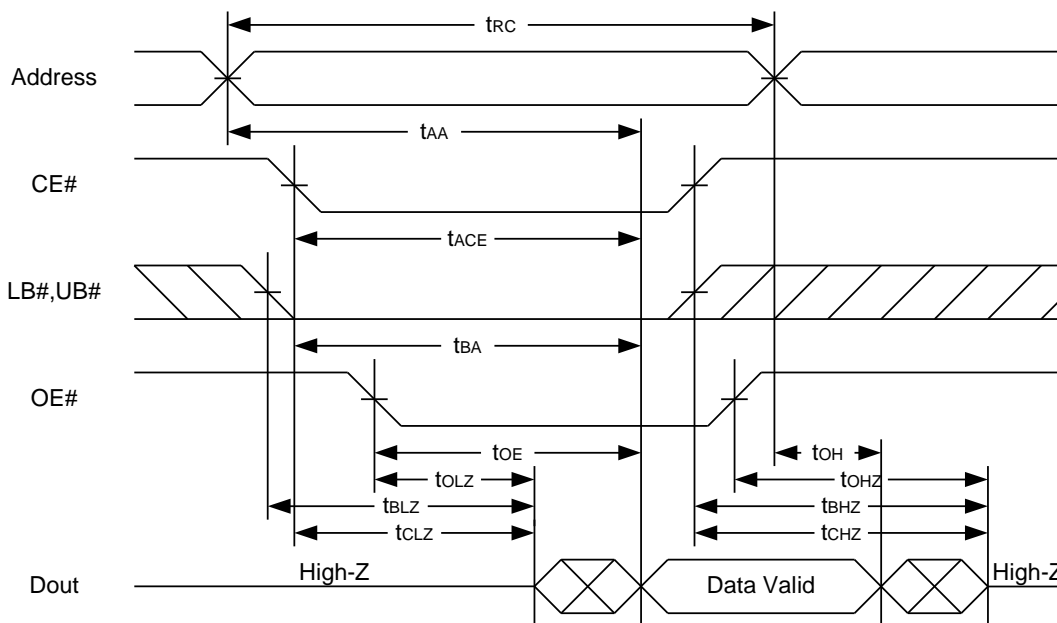 tRC
Address
tAA
CE#
tACE
LB#,UB#
tBA
OE#
tOE
tOH
tOLZ
tOHZ
tBLZ
tBHZ
tCLZ
tCHZ
High-Z
Dout
Data Valid
High-Z